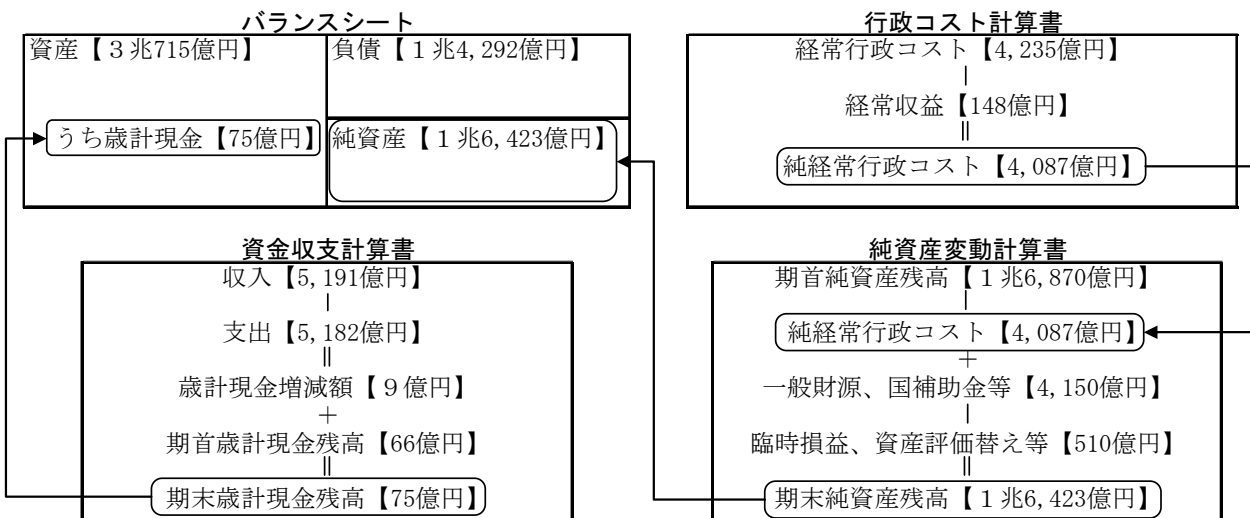 バランスシート
資産【３兆715億円】
負債【１兆4,292億円】
うち歳計現金【75億円】
純資産【１兆6,423億円】
行政コスト計算書
経常行政コスト【4,235億円】
－
経常収益【148億円】
＝
純経常行政コスト【4,087億円】
資金収支計算書
収入【5,191億円】
－
支出【5,182億円】
＝
歳計現金増減額【９億円】
＋
期首歳計現金残高【66億円】
＝
期末歳計現金残高【75億円】
純資産変動計算書
期首純資産残高【１兆6,870億円】
－
純経常行政コスト【4,087億円】
＋
一般財源、国補助金等【4,150億円】
－
臨時損益、資産評価替え等【510億円】
＝
期末純資産残高【１兆6,423億円】